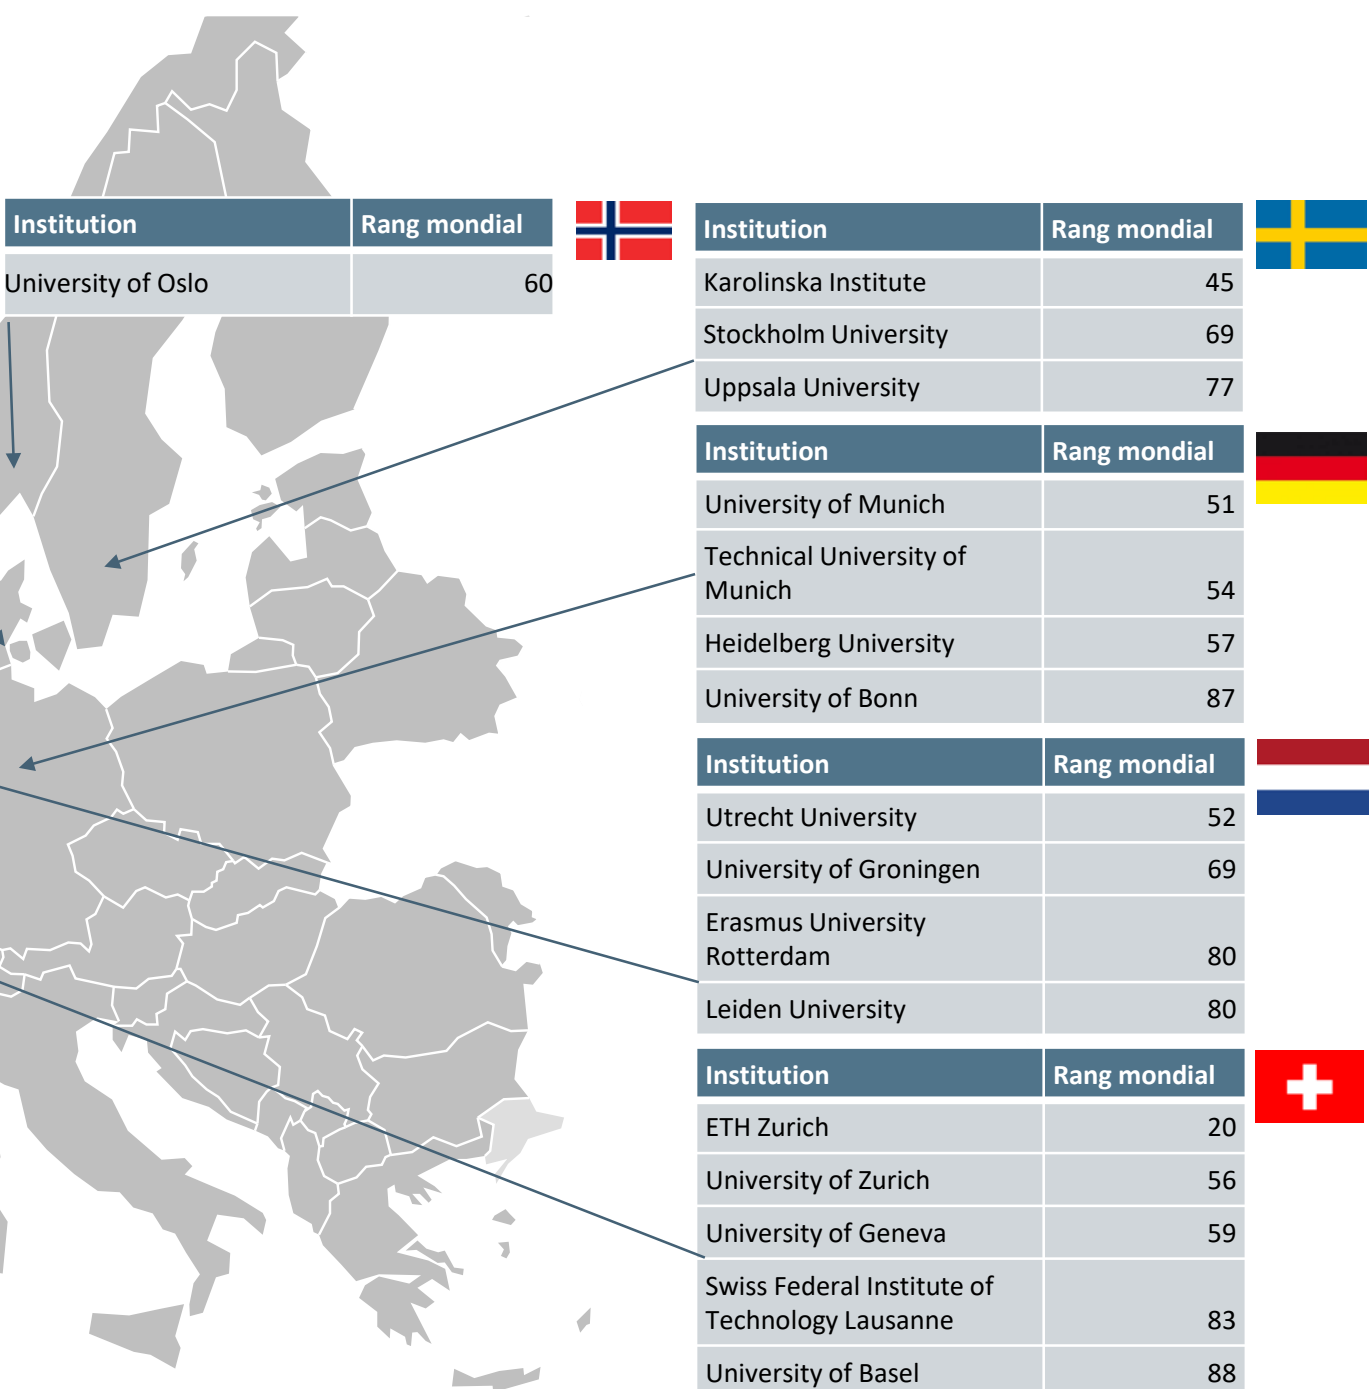 Institution Rang mondial
University of Oslo 60
Institution Rang mondial
Karolinska Institute 45
Stockholm University 69
Uppsala University 77
Institution Rang mondial
University of Munich 51
Technical University of
Munich 54
Heidelberg University 57
University of Bonn 87
Institution Rang mondial
Utrecht University 52
University of Groningen 69
Erasmus University
Rotterdam 80
Leiden University 80
Institution Rang mondial
ETH Zurich 20
University of Zurich 56
University of Geneva 59
Swiss Federal Institute of
Technology Lausanne 83
University of Basel 88